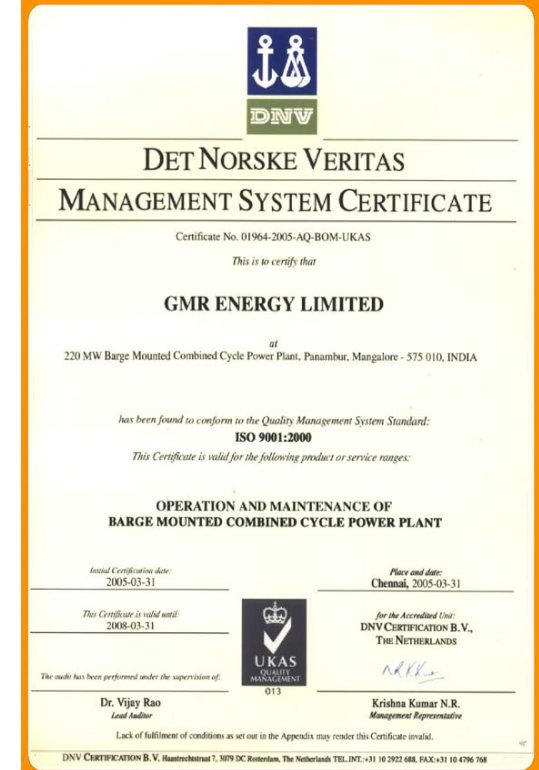 DNV
DET NORSKE VERITAS
MANAGEMENT SYSTEM CERTIFICATE
Certificate No. 01964-2005-AQ-BOM-UKAS
This is to certify that
GMR ENERGY LIMITED
at
220 MW Barge Mounted Combined Cycle Power Plant, Panambur, Mangalore - 575 010, INDIA
has been found to conform to the Quality Management System Standard:
ISO 9001:2000
This Certificate is valid for the following product or service ranges:
OPERATION AND MAINTENANCE OF
BARGE MOUNTED COMBINED CYCLE POWER PLANT
Initial Certification date:
2005-03-31
Place and date:
Chennai, 2005-03-31
This Certificate is valid until:
2008-03-31
for the Accredited Unit:
DNV CERTIFICATION B.V.,
THE NETHERLANDS
UKAS
QUALITY
MANAGEMENT
013
The audit has been performed under the supervision of:
Dr. Vijay Rao
Lead Auditor
Krishna Kumar N.R.
Management Representative
Lack of fulfilment of conditions as set out in the Appendix may render this Certificate invalid.
DNV CERTIFICATION B.V. Haastrechtstraat 7, 3079 DC Rotterdam, The Netherlands TEL.INT.:+31 10 2922 688, FAX:+31 10 4796 768